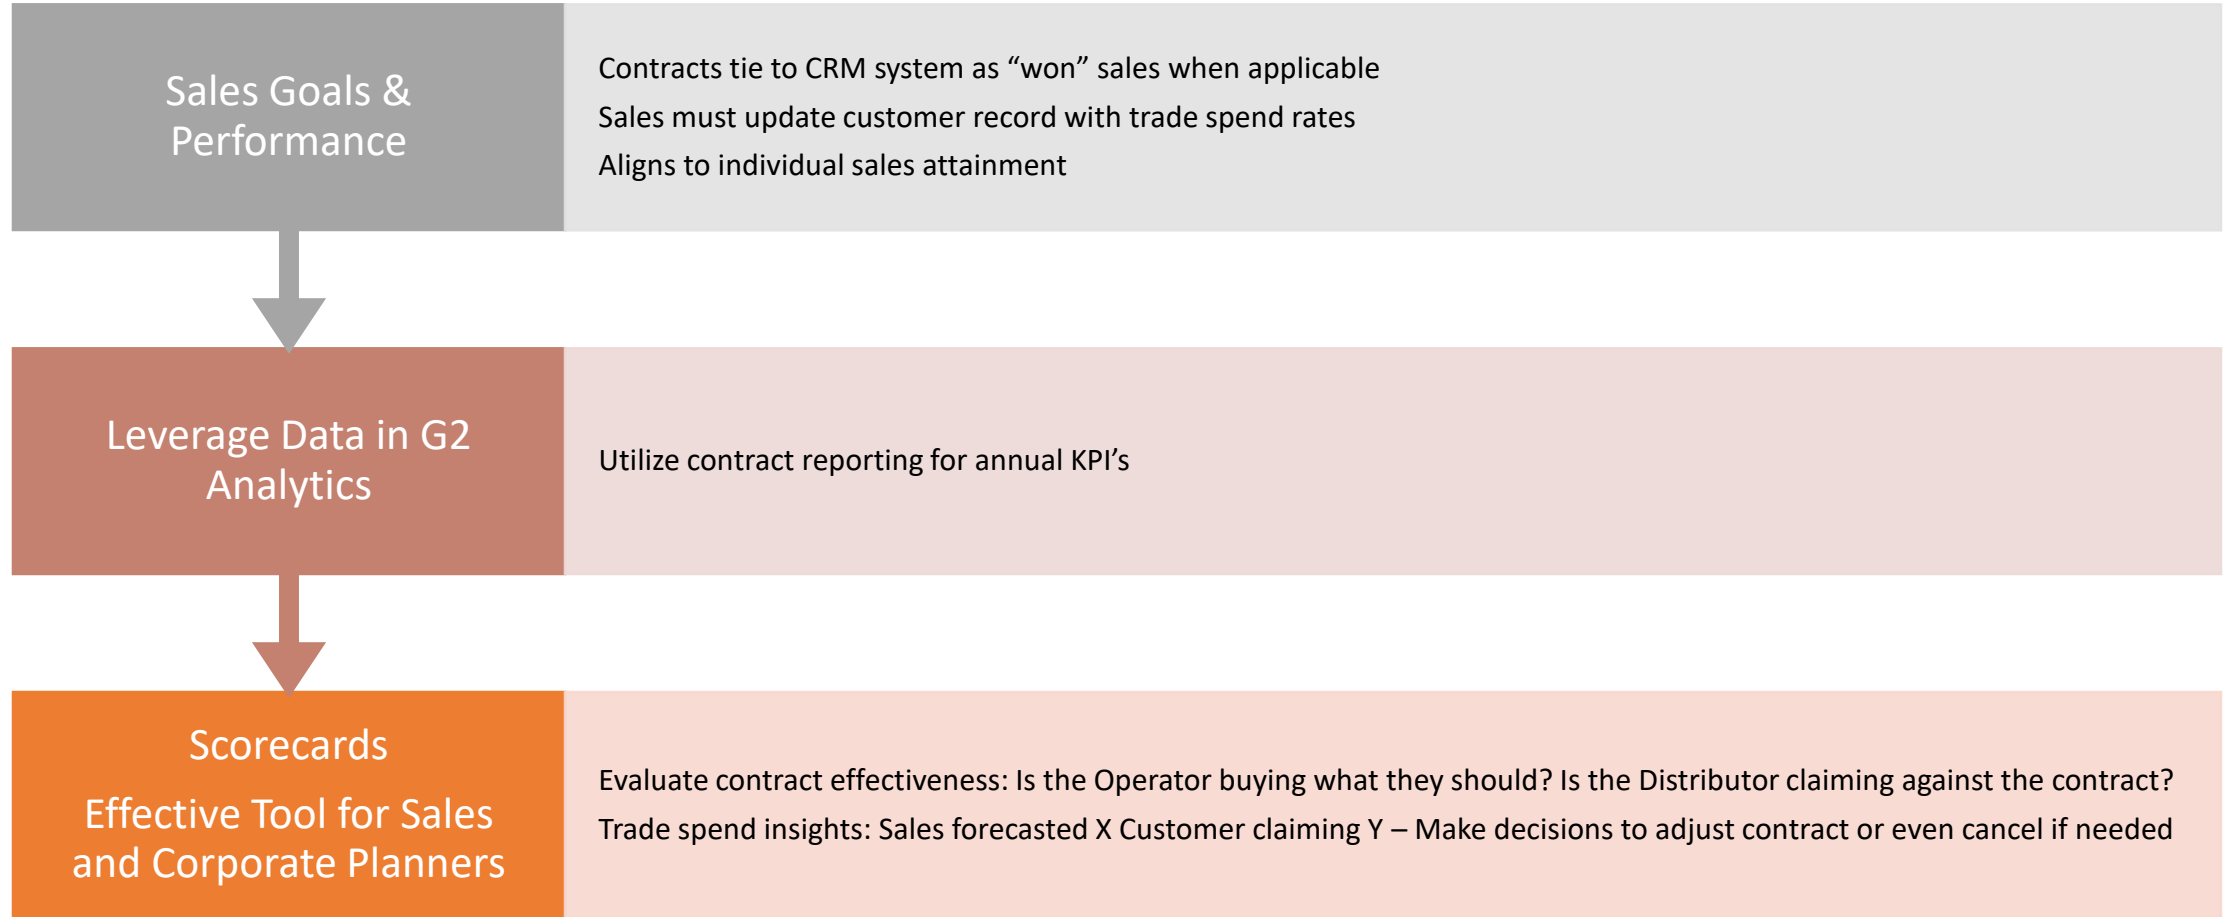 Sales Goals &
Performance
Contracts tie to CRM system as “won” sales when applicable
Sales must update customer record with trade spend rates
Aligns to individual sales attainment
Leverage Data in G2
Analytics
Utilize contract reporting for annual KPI’s
Scorecards
Effective Tool for Sales
and Corporate Planners
Evaluate contract effectiveness: Is the Operator buying what they should? Is the Distributor claiming against the contract?
Trade spend insights: Sales forecasted X Customer claiming Y – Make decisions to adjust contract or even cancel if needed